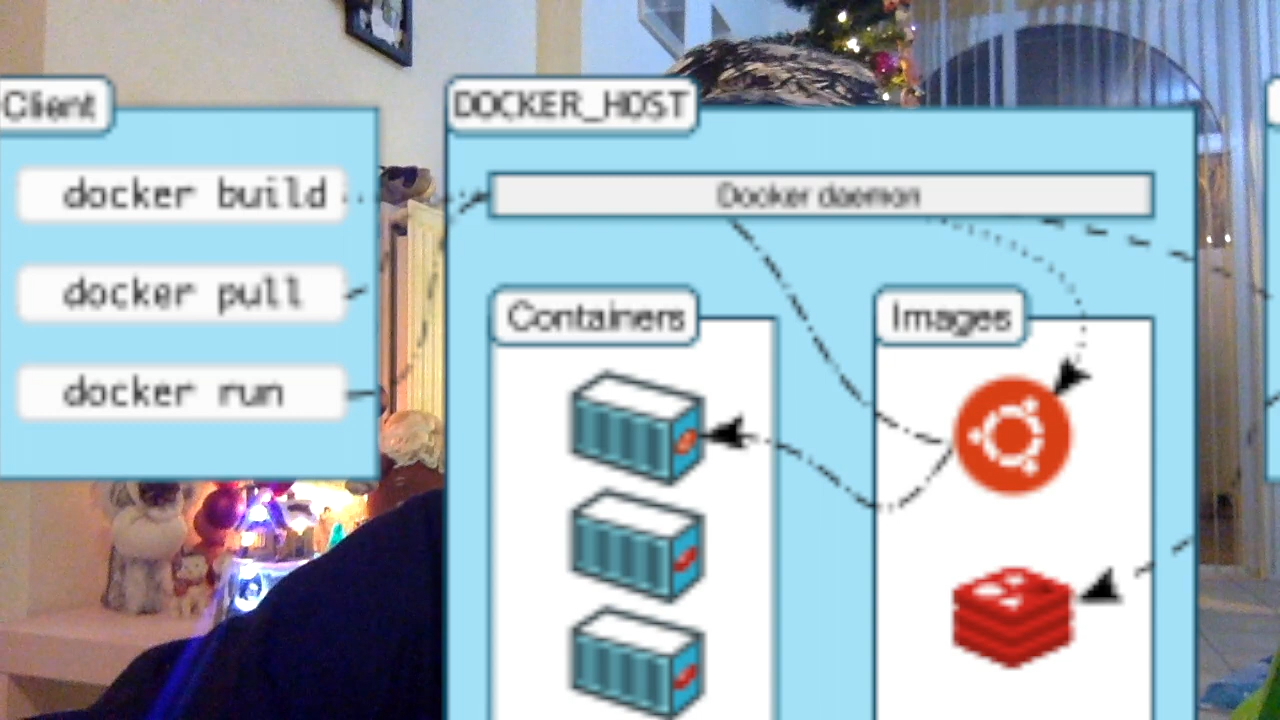 Client
docker build
docker pull
docker run
DOCKER_HOST
Docker daemon
Containers
Images